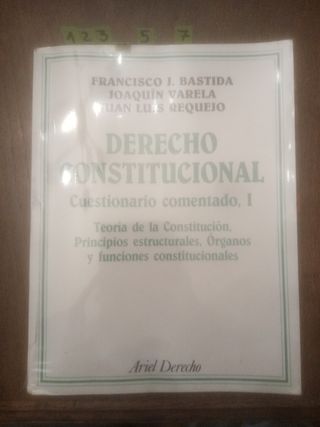 1 2 3 5 7
FRANCISCO J. BASTIDA
JOAQUÍN VARELA
JUAN LUIS REQUEJO
DERECHO
CONSTITUCIONAL
Cuestionario comentado, I
Teoría de la Constitución,
Principios estructurales, Órganos
y funciones constitucionales
Ariel Derecho